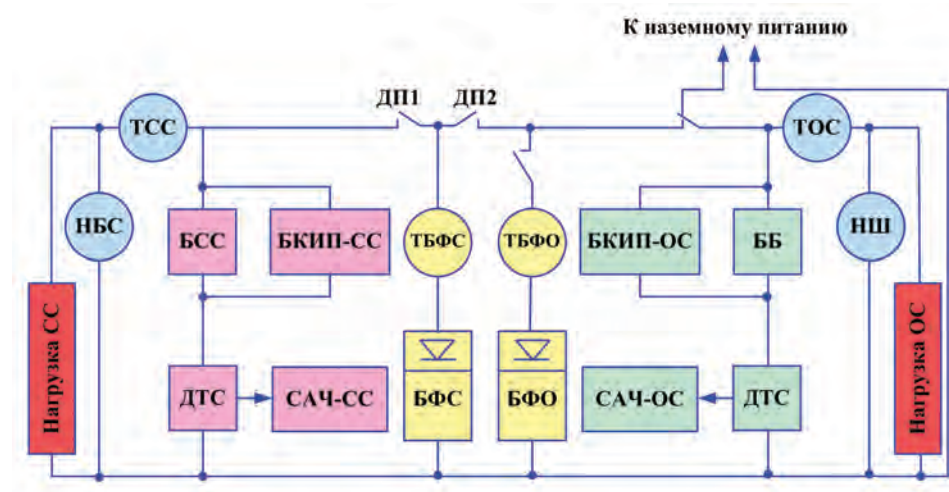 К наземному питанию
ДП1
ДП2
ТСС
ТОС
НБС
БСС
БКИП-СС
ТБФС
ТБФО
БКИП-ОС
ББ
НШ
Нагрузка СС
ДТС
САЧ-СС
БФС
БФО
САЧ-ОС
ДТС
Нагрузка ОС